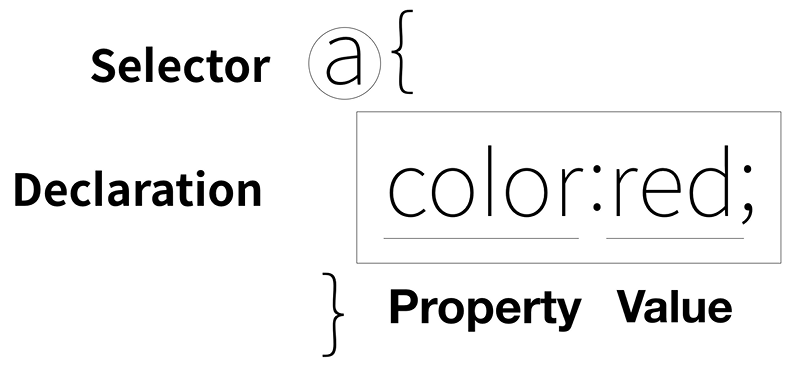 Selector a{
Declaration color:red;
} Property Value